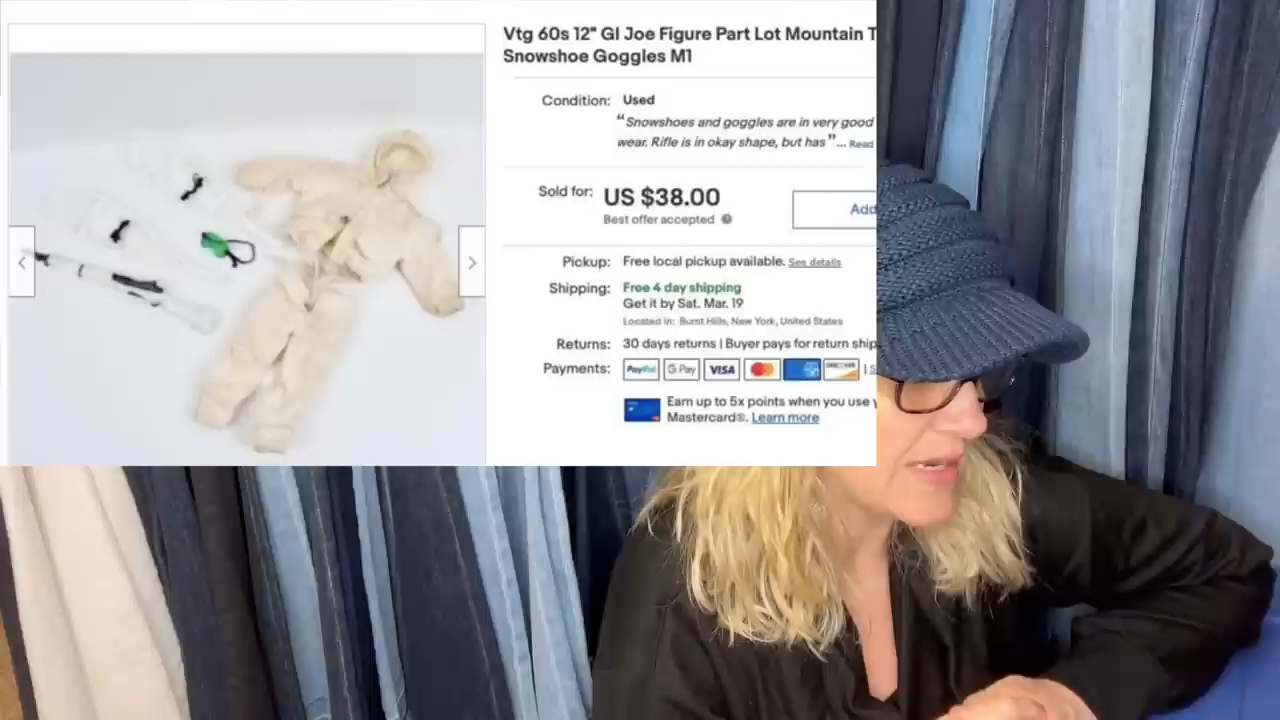 Vtg 60s 12" GI Joe Figure Part Lot Mountain T
Snowshoe Goggles M1
Condition: Used
“Snowshoes and goggles are in very good
wear. Rifle is in okay shape, but has”... Read
Sold for: US $38.00 Add
Best offer accepted
Pickup: Free local pickup available. See details
Shipping: Free 4 day shipping
Get it by Sat. Mar. 19
Located in: Burnt Hills, New York, United States
Returns: 30 days returns | Buyer pays for return ship
Payments: PayPal G Pay VISA DISCOVER
Earn up to 5x points when you use
Mastercard®. Learn more